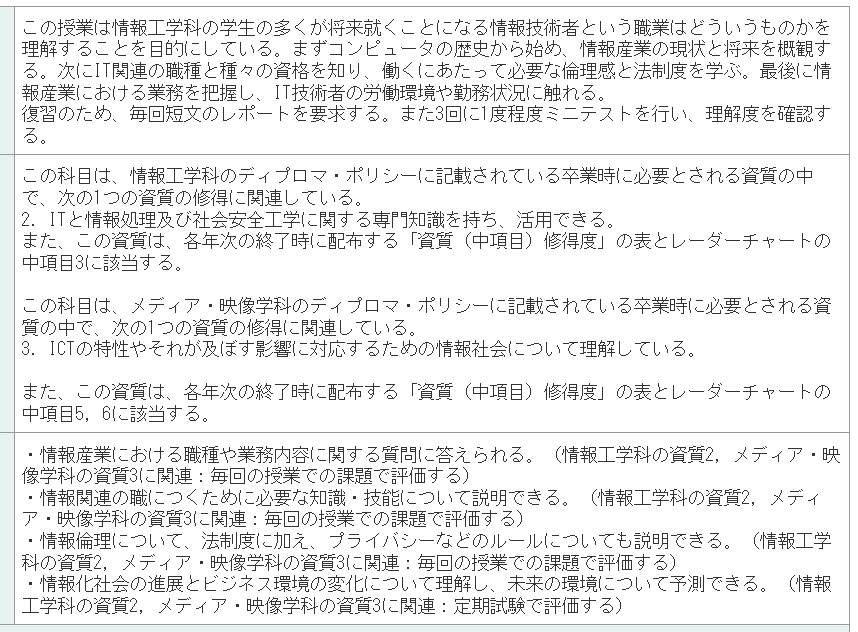 この授業は情報工学科の学生の多くが将来就くことになる情報技術者という職業はどういうものかを
理解することを目的にしている。まずコンピュータの歴史から始め、情報産業の現状と将来を概観す
る。次にIT関連の職種と種々の資格を知り、働くにあたって必要な倫理感と法制度を学ぶ。最後に情
報産業における業務を把握し、IT技術者の労働環境や勤務状況に触れる。
復習のため、毎回短文のレポートを要求する。また3回に1度程度ミニテストを行い、理解度を確認す
る。
この科目は、情報工学科のディプロマ・ポリシーに記載されている卒業時に必要とされる資質の中
で、次の1つの資質の修得に関連している。
2．ITと情報処理及び社会安全工学に関する専門知識を持ち、活用できる。
また、この資質は、各年次の終了時に配布する「資質（中項目）修得度」の表とレーダーチャートの
中項目3に該当する。
この科目は、メディア・映像学科のディプロマ・ポリシーに記載されている卒業時に必要とされる資
質の中で、次の1つの資質の修得に関連している。
3．ICTの特性やそれが及ぼす影響に対応するための情報社会について理解している。
また、この資質は、各年次の終了時に配布する「資質（中項目）修得度」の表とレーダーチャートの
中項目5，6に該当する。
・情報産業における職種や業務内容に関する質問に答えられる。（情報工学科の資質2，メディア・映
像学科の資質3に関連：毎回の授業での課題で評価する）
・情報関連の職につくために必要な知識・技能について説明できる。（情報工学科の資質2，メディ
ア・映像学科の資質3に関連：毎回の授業での課題で評価する）
・情報倫理について、法制度に加え、プライバシーなどのルールについても説明できる。（情報工学
科の資質2，メディア・映像学科の資質3に関連：毎回の授業での課題で評価する）
・情報化社会の進展とビジネス環境の変化について理解し、未来の環境について予測できる。（情報
工学科の資質2，メディア・映像学科の資質3に関連：定期試験で評価する）